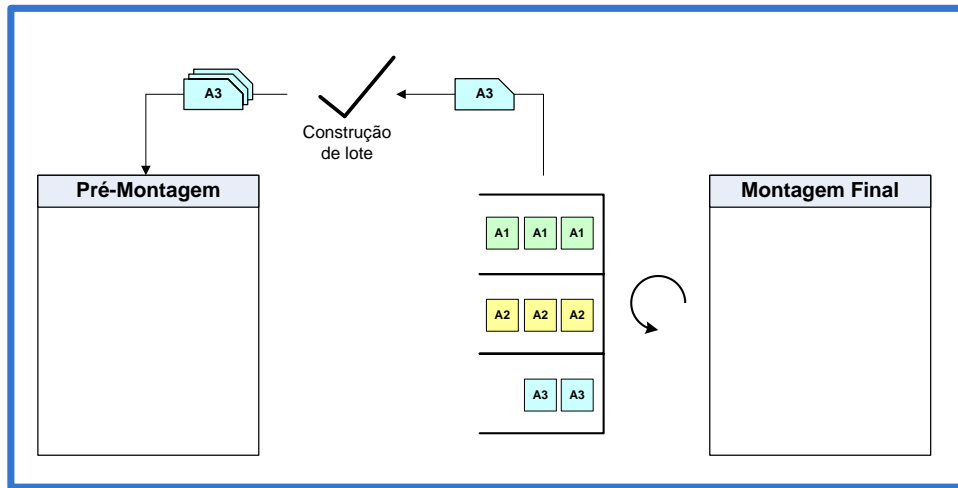 A3
A3
Construção
de lote
Pré-Montagem
Montagem Final
A1 A1 A1
A2 A2 A2
A3 A3